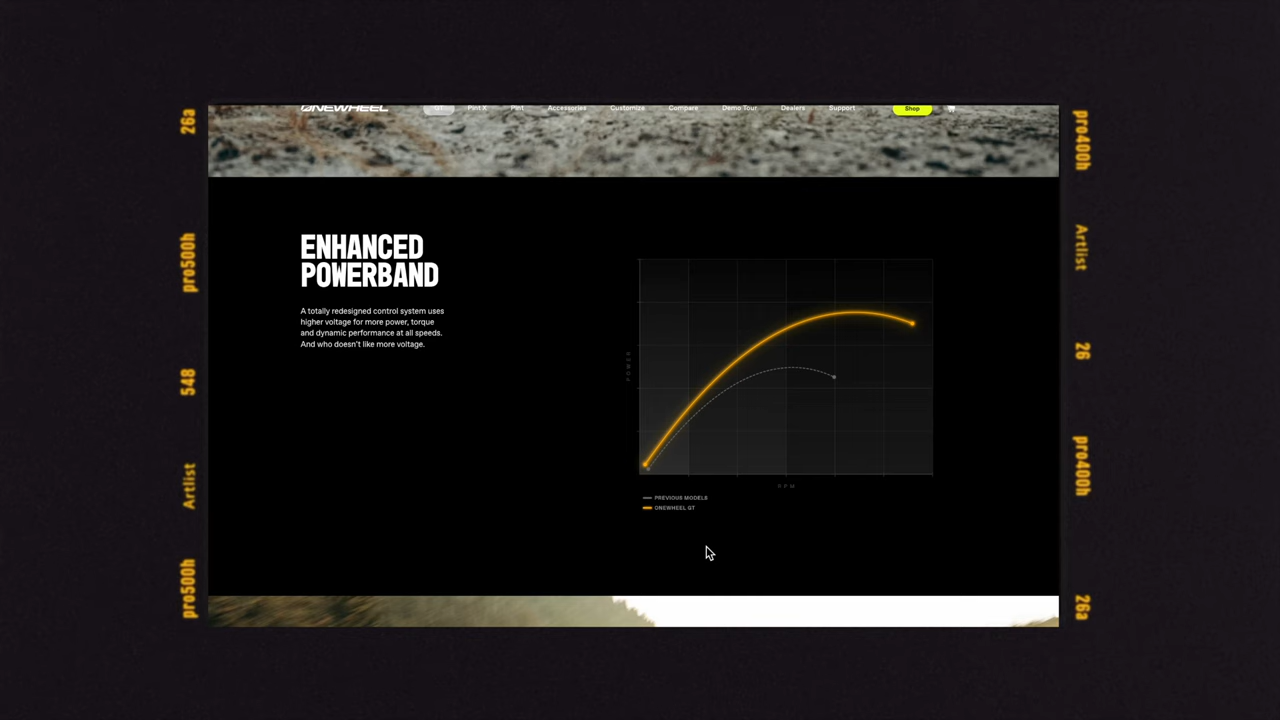 ONEWHEEL
GT
Pint X
Pint
Accessories
Customize
Compare
Demo Tour
Dealers
Support
Shop
ENHANCED
POWERBAND
A totally redesigned control system uses
higher voltage for more power, torque
and dynamic performance at all speeds.
And who doesn't like more voltage.
POWER
RPM
PREVIOUS MODELS
ONEWHEEL GT
26a
pro500h
548
Artlist
pro500h
pro400h
Artlist
26
pro400h
26a